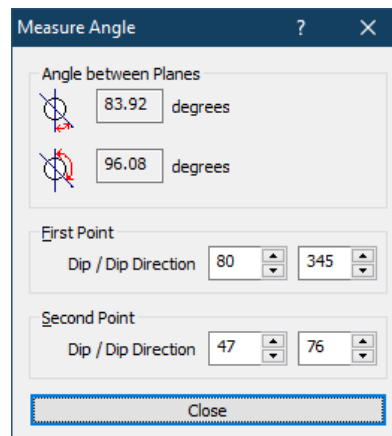 Measure Angle ? ×
Angle between Planes
83.92 degrees
96.08 degrees
First Point
Dip / Dip Direction 80 345
Second Point
Dip / Dip Direction 47 76
Close